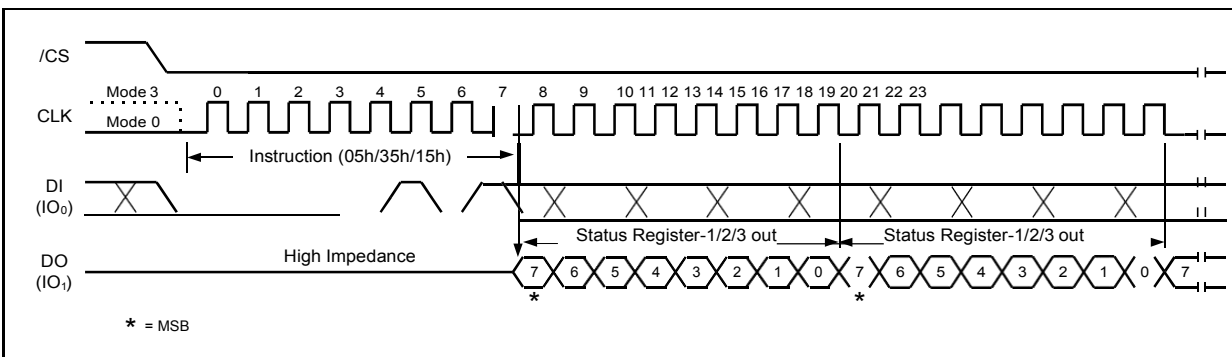 /CS
Mode 3 0 1 2 3 4 5 6 7 8 9 10 11 12 13 14 15 16 17 18 19 20 21 22 23
CLK
Mode 0
Instruction (05h/35h/15h)
DI
(IO0)
Status Register-1/2/3 out Status Register-1/2/3 out
High Impedance
DO
(IO1)
7 6 5 4 3 2 1 0 7 6 5 4 3 2 1 0 7
* *
* = MSB